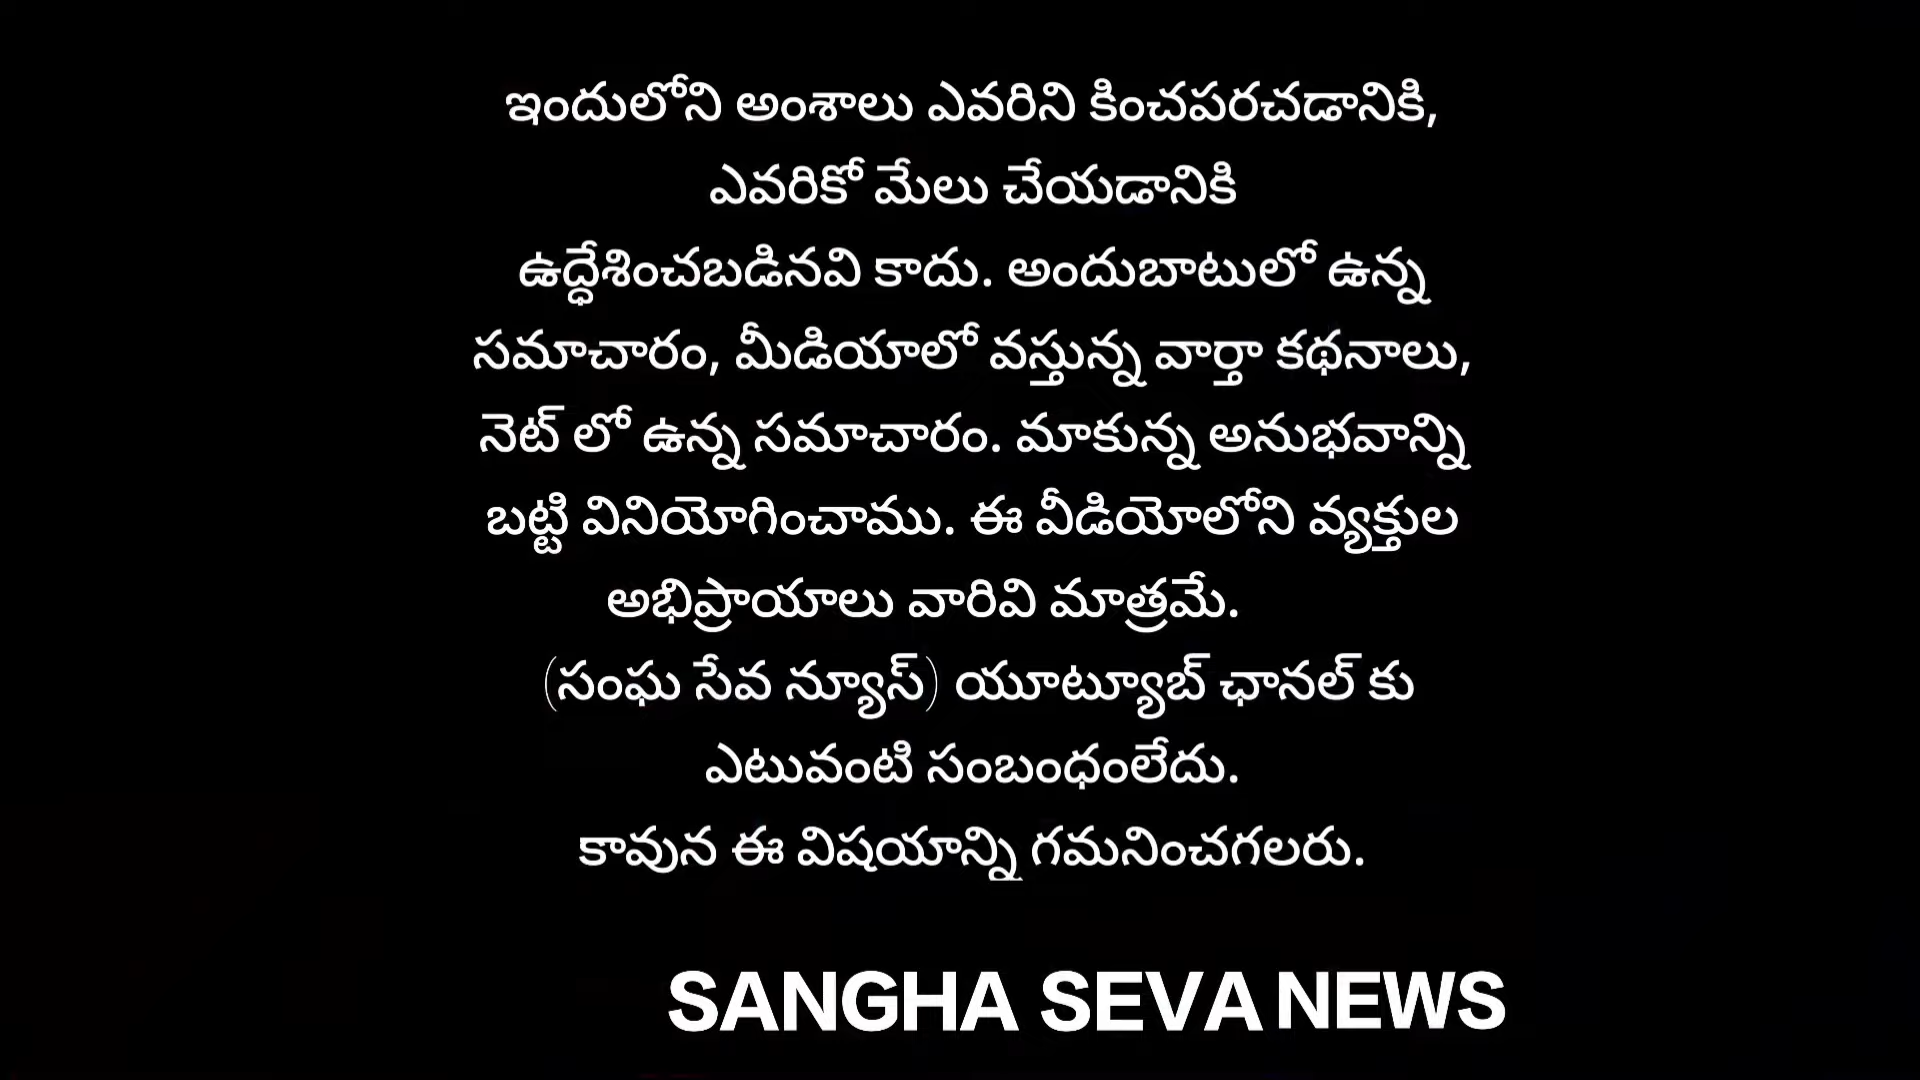 ఇందులోని అంశాలు ఎవరిని కించపరచడానికి,
ఎవరికో మేలు చేయడానికి
ఉద్ధేశించబడినవి కాదు. అందుబాటులో ఉన్న
సమాచారం, మీడియాలో వస్తున్న వార్తా కథనాలు,
నెట్ లో ఉన్న సమాచారం. మాకున్న అనుభవాన్ని
బట్టి వినియోగించాము. ఈ వీడియోలోని వ్యక్తుల
అభిప్రాయాలు వారివి మాత్రమే.
(సంఘ సేవ న్యూస్) యూట్యూబ్ ఛానల్ కు
ఎటువంటి సంబంధంలేదు.
కావున ఈ విషయాన్ని గమనించగలరు.
SANGHA SEVA NEWS